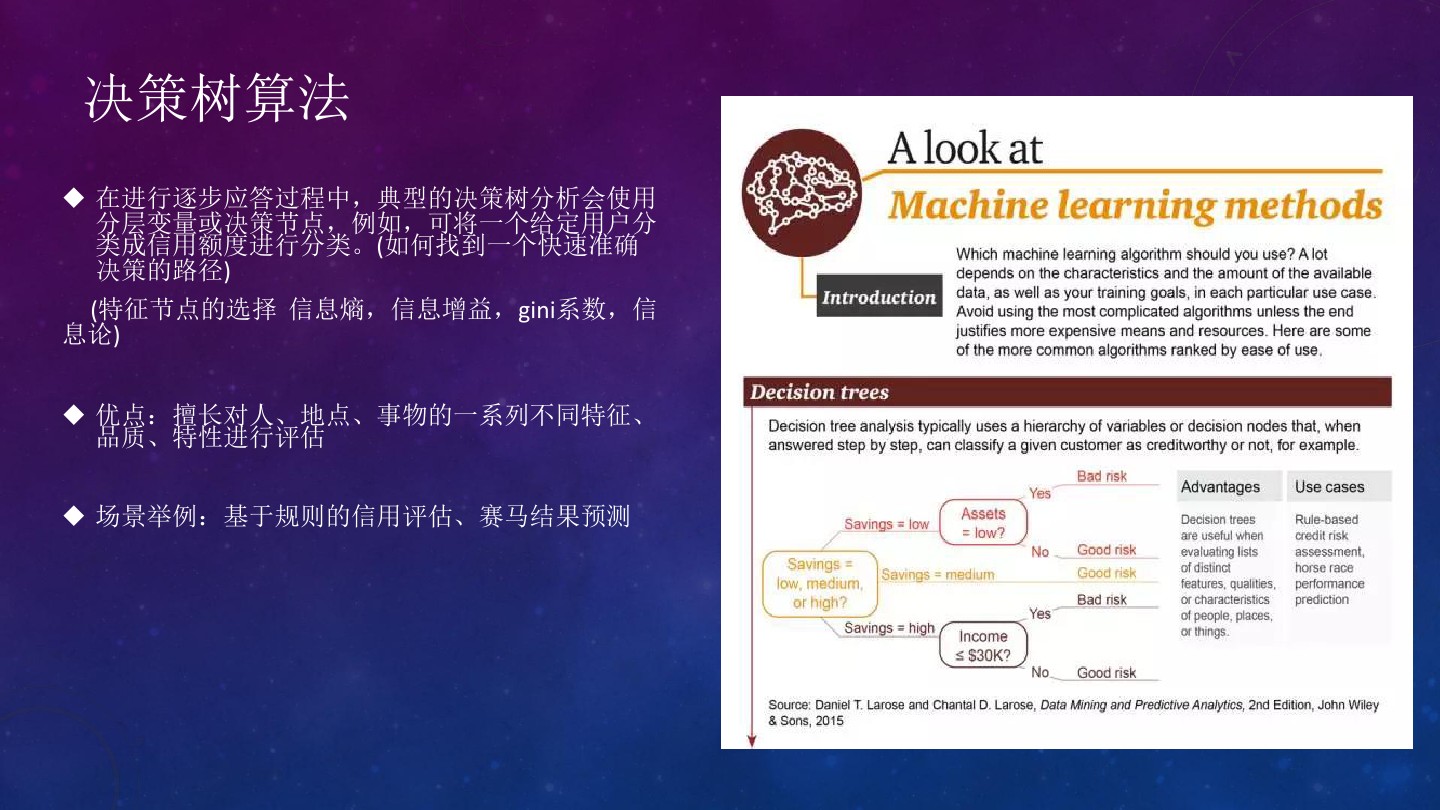 决策树算法
◆ 在进行逐步应答过程中，典型的决策树分析会使用
分层变量或决策节点，例如，可将一个给定用户分
类成信用额度进行分类。(如何找到一个快速准确
决策的路径)
(特征节点的选择 信息熵，信息增益，gini系数，信
息论)
◆ 优点：擅长对人、地点、事物的一系列不同特征、
品质、特性进行评估
◆ 场景举例：基于规则的信用评估、赛马结果预测
A look at
Machine learning methods
Introduction
Which machine learning algorithm should you use? A lot
depends on the characteristics and the amount of the available
data, as well as your training goals, in each particular use case.
Avoid using the most complicated algorithms unless the end
justifies more expensive means and resources. Here are some
of the more common algorithms ranked by ease of use.
Decision trees
Decision tree analysis typically uses a hierarchy of variables or decision nodes that, when
answered step by step, can classify a given customer as creditworthy or not, for example.
Savings =
low, medium,
or high?
Savings = low
Assets
= low?
Yes
Bad risk
No
Good risk
Savings = medium
Good risk
Savings = high
Income
≤ $30K?
Yes
Bad risk
No
Good risk
Advantages
Decision trees
are useful when
evaluating lists
of distinct
features, qualities,
or characteristics
of people, places,
or things.
Use cases
Rule-based
credit risk
assessment,
horse race
performance
prediction
Source: Daniel T. Larose and Chantal D. Larose, Data Mining and Predictive Analytics, 2nd Edition, John Wiley
& Sons, 2015